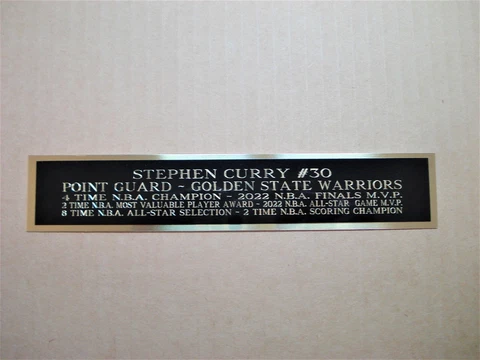 STEPHEN CURRY #30
POINT GUARD ~ GOLDEN STATE WARRIORS
4 TIME N.B.A. CHAMPION ~ 2022 N.B.A. FINALS M.V.P.
2 TIME N.B.A. MOST VALUABLE PLAYER AWARD ~ 2022 N.B.A. ALL-STAR GAME M.V.P.
8 TIME N.B.A. ALL-STAR SELECTION ~ 2 TIME N.B.A. SCORING CHAMPION